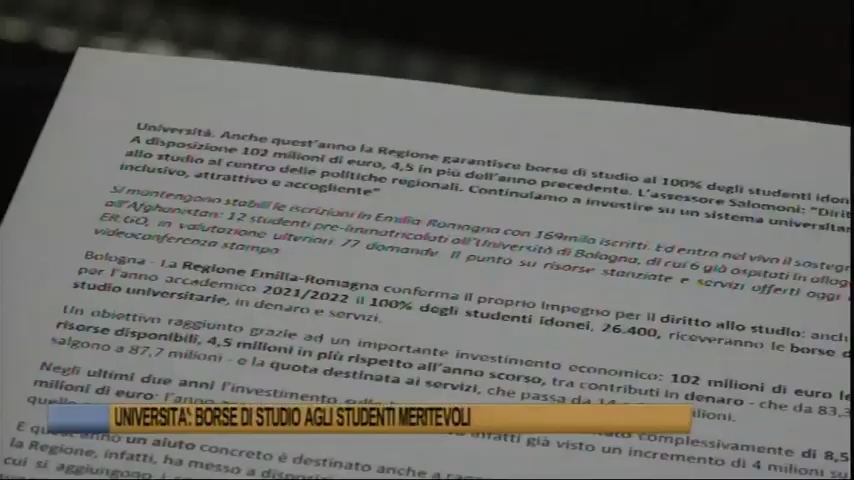 Università. Anche quest'anno la Regione garantisce borse di studio al 100% degli studenti idon
A disposizione 102 milioni di euro, 4,5 in più dell'anno precedente. L'assessore Salomoni: "Diri
allo studio al centro delle politiche regionali. Continuiamo a investire su un sistema universita
inclusivo, attrattivo e accogliente"
Si mantengono stabili le iscrizioni in Emilia-Romagna con 169mila iscritti. Ed entra nel vivo il sosteg
all'Afghanistan: 12 studenti pre-immatricolati all'Università di Bologna, di cui 6 già ospitati in allog
ER.GO, in valutazione ulteriori 77 domande. Il punto su risorse stanziate e servizi offerti oggi
videoconferenza stampa
Bologna - La Regione Emilia-Romagna conferma il proprio impegno per il diritto allo studio: anch
per l'anno accademico 2021/2022 il 100% degli studenti idonei, 26.400, riceveranno le borse d
studio universitarie, in denaro e servizi.
Un obiettivo raggiunto grazie ad un importante investimento economico: 102 milioni di euro le
risorse disponibili, 4,5 milioni in più rispetto all'anno scorso, tra contributi in denaro - che da 83,3
salgono a 87,7 milioni - e la quota destinata ai servizi, che passa da 14
Negli ultimi due anni l'investimento
complessivamente di 8,5
milioni di euro: l'anno
infatti già visto un incremento di 4 milioni su
UNIVERSITA': BORSE DI STUDIO AGLI STUDENTI MERITEVOLI
anno un aiuto concreto è destinato anche a
la Regione, infatti, ha messo a
cui si aggiungono i